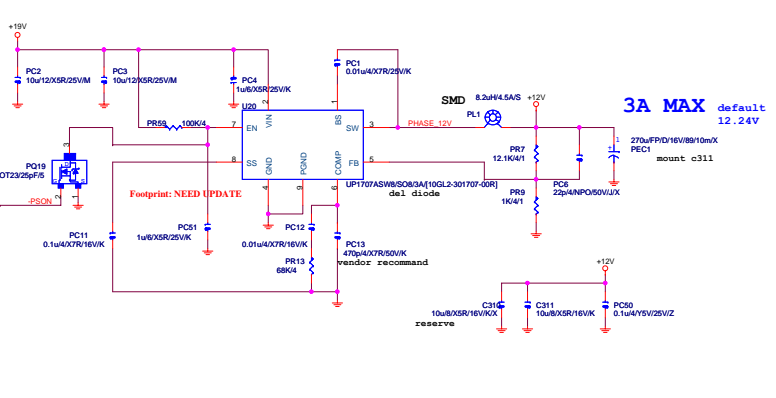 +19V
PC2
10u/12/X5R/25V/M
PC3
10u/12/X5R/25V/M
PC4
1u/6/X5R/25V/K
PC1
0.01u/4/X7R/25V/K
SMD
8.2uH/4.5A/S
PL1
+12V
3A MAX default
12.24V
U20
2
VIN
1
BS
PR59
100K/4
7
EN
SW
3
PHASE_12V
8
SS
FB
5
GND
PGND
COMP
4
9
6
UP1707ASW8/SO8/3A[10GL2-301707-00R]
del diode
PR7
12.1K/4/1
PR9
1K/4/1
PC6
22p/4/NPO/50V/J/X
1
+
270u/FP/D/16V/89/10m/X
PEC1
mount c311
3
PQ19
OT23/25pF/5
D
G
S
2
1
-PSON
Footprint: NEED UPDATE
PC11
0.1u/4/X7R/16V/K
PC51
1u/6/X5R/25V/K
PC12
0.01u/4/X7R/16V/K
PR13
68K/4
PC13
470p/4/X7R/50V/K
vendor recommand
+12V
C310
10u/8/X5R/16V/K/X
reserve
C311
10u/8/X5R/16V/K
PC50
0.1u/4/Y5V/25V/Z